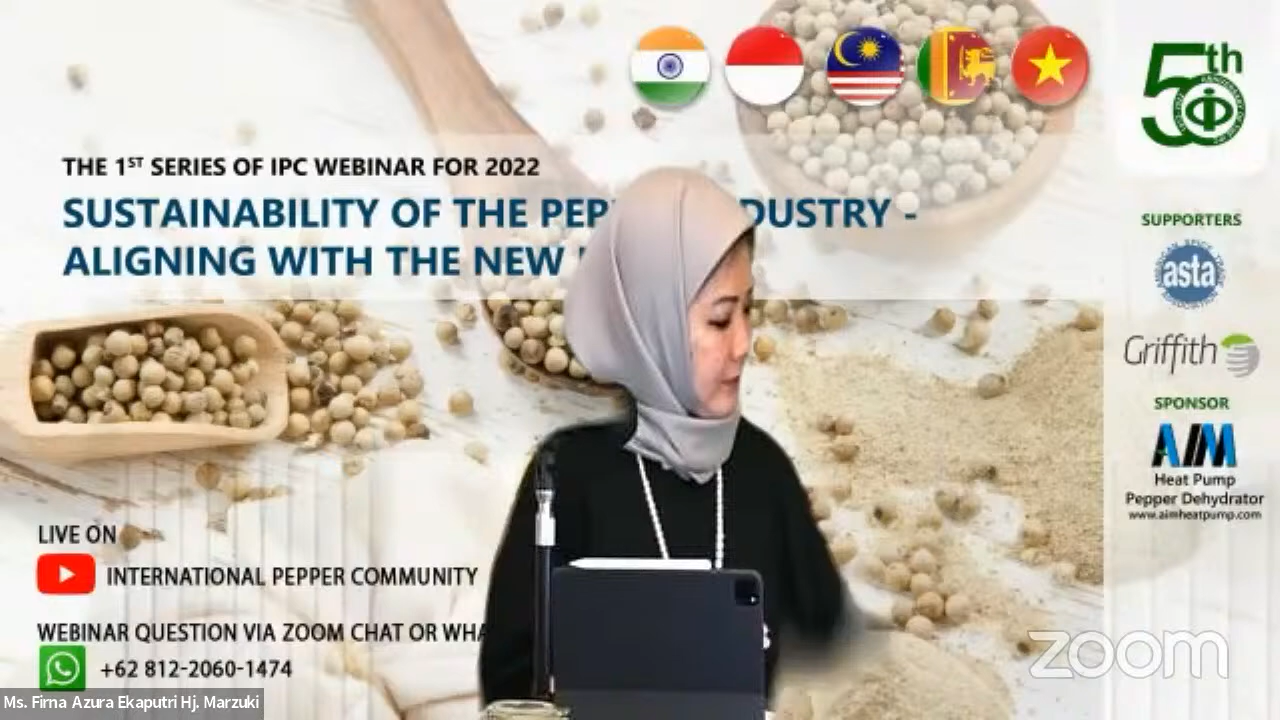 5th
THE 1ST SERIES OF IPC WEBINAR FOR 2022
SUSTAINABILITY OF THE PEP DUSTRY -
ALIGNING WITH THE NEW
SUPPORTERS
asta
Griffith
SPONSOR
AIM
Heat Pump
Pepper Dehydrator
www.aimheatpump.com
LIVE ON
INTERNATIONAL PEPPER COMMUNITY
WEBINAR QUESTION VIA ZOOM CHAT OR WHA
+62 812-2060-1474
zoom
Ms. Firna Azura Ekaputri Hj. Marzuki